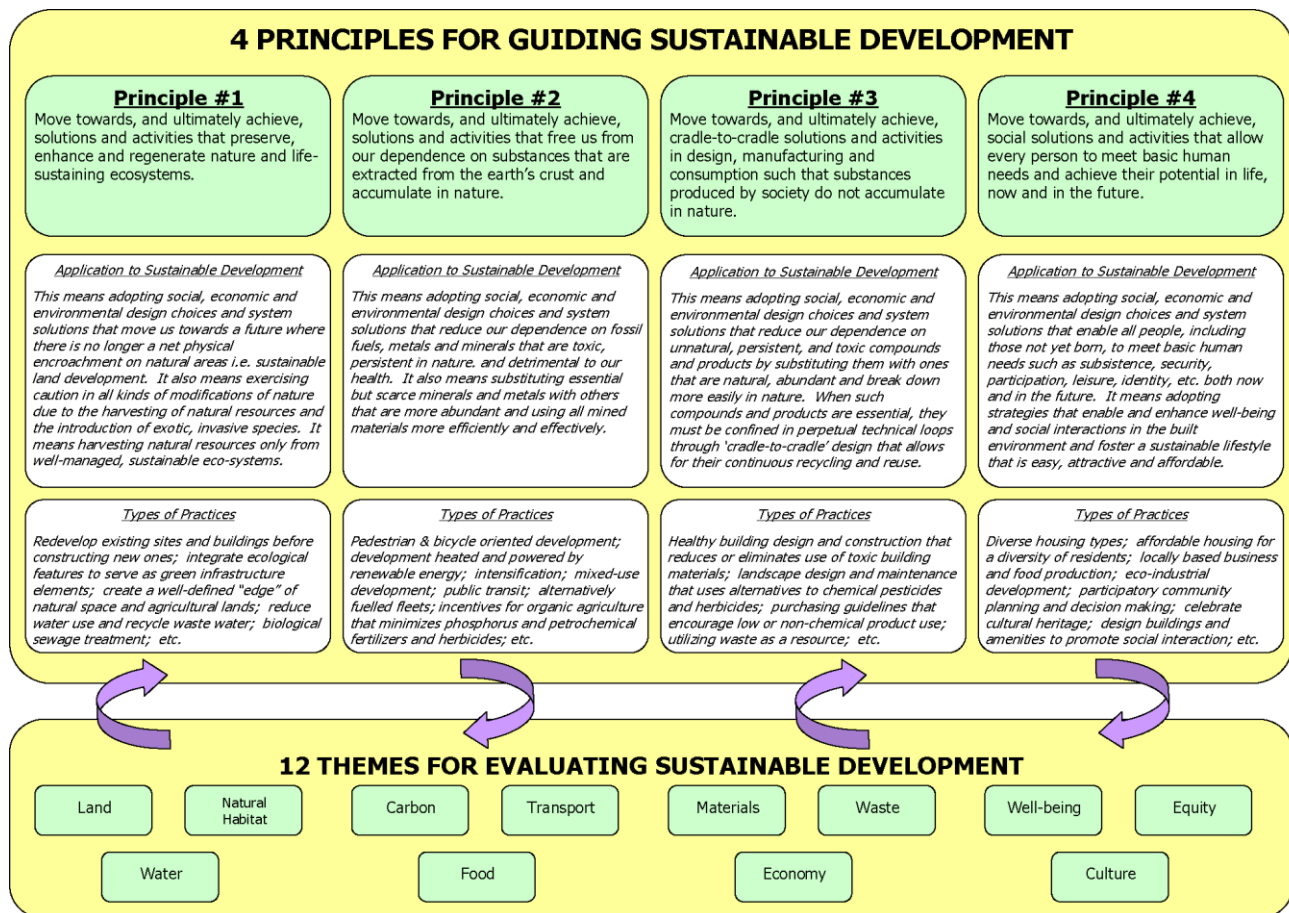 4 PRINCIPLES FOR GUIDING SUSTAINABLE DEVELOPMENT
Principle #1
Move towards, and ultimately achieve,
solutions and activities that preserve,
enhance and regenerate nature and life-
sustaining ecosystems.
Principle #2
Move towards, and ultimately achieve,
solutions and activities that free us from
our dependence on substances that are
extracted from the earth's crust and
accumulate in nature.
Principle #3
Move towards, and ultimately achieve,
cradle-to-cradle solutions and activities
in design, manufacturing and
consumption such that substances
produced by society do not accumulate
in nature.
Principle #4
Move towards, and ultimately achieve,
social solutions and activities that allow
every person to meet basic human
needs and achieve their potential in life,
now and in the future.
Application to Sustainable Development
This means adopting social, economic and
environmental design choices and system
solutions that move us towards a future where
there is no longer a net physical
encroachment on natural areas i.e. sustainable
land development. It also means exercising
caution in all kinds of modifications of nature
due to the harvesting of natural resources and
the introduction of exotic, invasive species. It
means harvesting natural resources only from
well-managed, sustainable eco-systems.
Application to Sustainable Development
This means adopting social, economic and
environmental design choices and system
solutions that reduce our dependence on fossil
fuels, metals and minerals that are toxic,
persistent in nature. and detrimental to our
health. It also means substituting essential
but scarce minerals and metals with others
that are more abundant and using all mined
materials more efficiently and effectively.
Application to Sustainable Development
This means adopting social, economic and
environmental design choices and system
solutions that reduce our dependence on
unnatural, persistent, and toxic compounds
and products by substituting them with ones
that are natural, abundant and break down
more easily in nature. When such
compounds and products are essential, they
must be confined in perpetual technical loops
through 'cradle-to-cradle' design that allows
for their continuous recycling and reuse.
Application to Sustainable Development
This means adopting social, economic and
environmental design choices and system
solutions that enable all people, including
those not yet born, to meet basic human
needs such as subsistence, security,
participation, leisure, identity, etc. both now
and in the future. It means adopting
strategies that enable and enhance well-being
and social interactions in the built
environment and foster a sustainable lifestyle
that is easy, attractive and affordable.
Types of Practices
Redevelop existing sites and buildings before
constructing new ones; integrate ecological
features to serve as green infrastructure
elements; create a well-defined "edge" of
natural space and agricultural lands; reduce
water use and recycle waste water; biological
sewage treatment; etc.
Types of Practices
Pedestrian & bicycle oriented development;
development heated and powered by
renewable energy; intensification; mixed-use
development; public transit; alternatively
fuelled fleets; incentives for organic agriculture
that minimizes phosphorus and petrochemical
fertilizers and herbicides; etc.
Types of Practices
Healthy building design and construction that
reduces or eliminates use of toxic building
materials; landscape design and maintenance
that uses alternatives to chemical pesticides
and herbicides; purchasing guidelines that
encourage low or non-chemical product use;
utilizing waste as a resource; etc.
Types of Practices
Diverse housing types; affordable housing for
a diversity of residents; locally based business
and food production; eco-industrial
development; participatory community
planning and decision making; celebrate
cultural heritage; design buildings and
amenities to promote social interaction; etc.
12 THEMES FOR EVALUATING SUSTAINABLE DEVELOPMENT
Land
Natural
Habitat
Carbon
Transport
Materials
Waste
Well-being
Equity
Water
Food
Economy
Culture